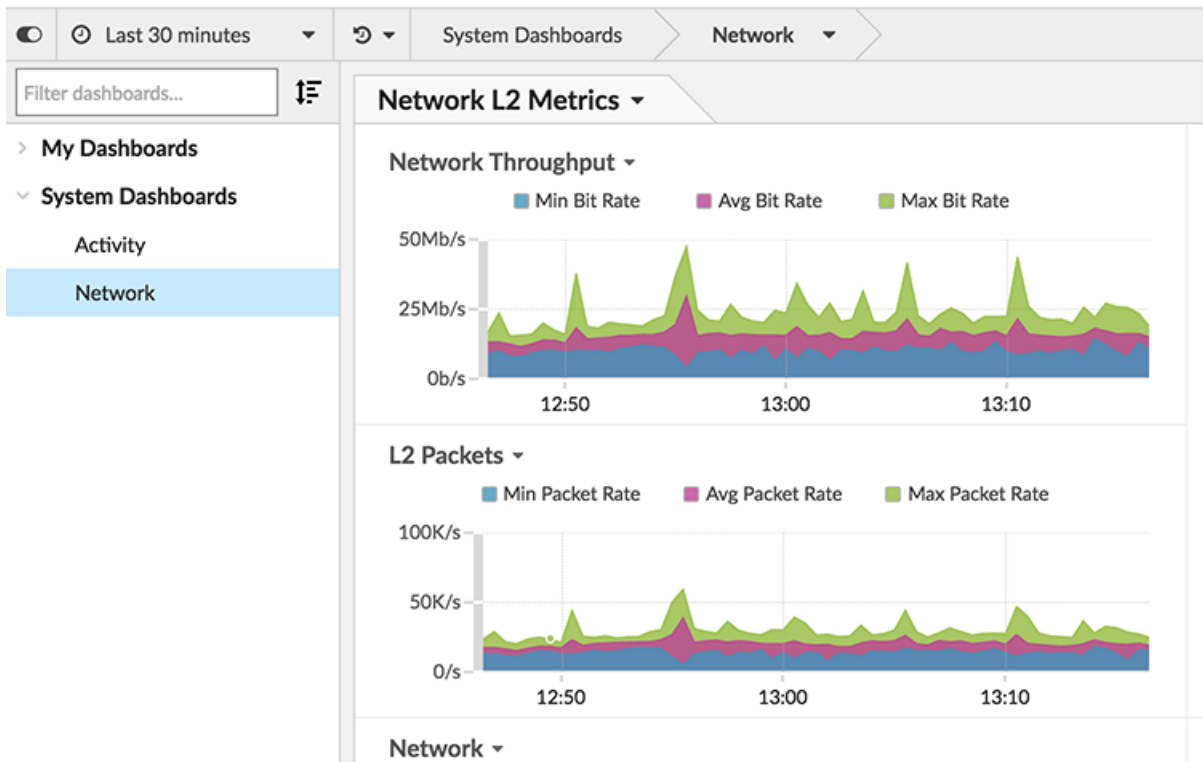 Last 30 minutes
System Dashboards
Network
Filter dashboards...
My Dashboards
System Dashboards
Activity
Network
Network L2 Metrics
Network Throughput
Min Bit Rate Avg Bit Rate Max Bit Rate
50Mb/s
25Mb/s
0b/s
12:50 13:00 13:10
L2 Packets
Min Packet Rate Avg Packet Rate Max Packet Rate
100K/s
50K/s
0/s
12:50 13:00 13:10
Network